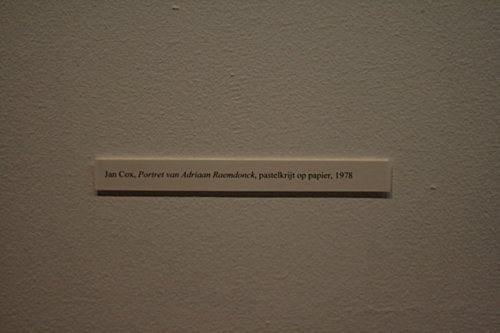 Jan Cox, Portret van Adriaan Raemdonck, pastelkrijt op papier, 1978